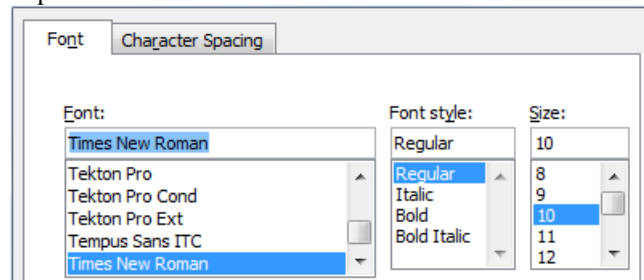 Font Character Spacing
Font: Font style: Size:
Times New Roman Regular 10
Tekton Pro Regular 8
Tekton Pro Cond Italic 9
Tekton Pro Ext Bold 10
Tempus Sans ITC Bold Italic 11
Times New Roman 12